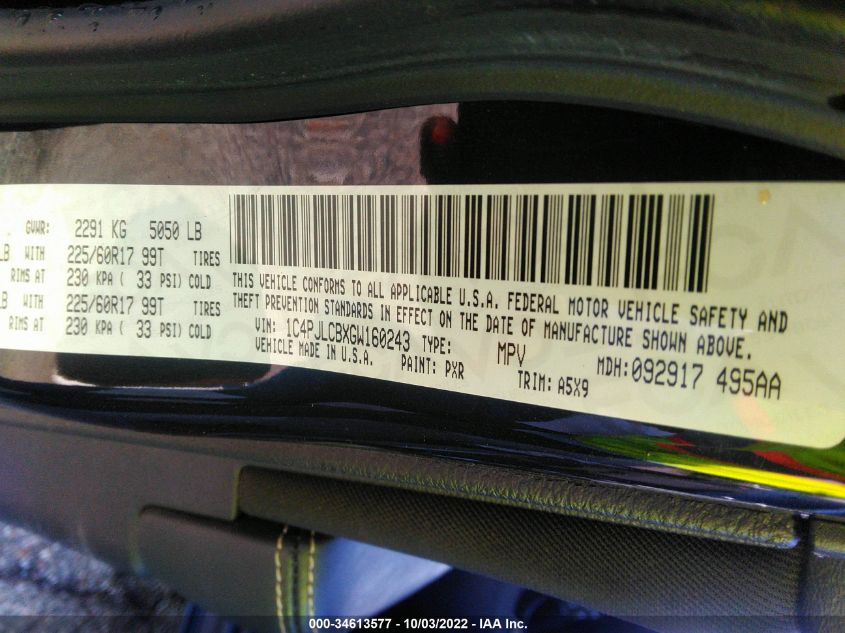 GVWR: 2291 KG 5050 LB
LB WITH 225/60R17 99T TIRES
RIMS AT 230 KPA ( 33 PSI) COLD
LB WITH 225/60R17 99T TIRES
RIMS AT 230 KPA ( 33 PSI) COLD
THIS VEHICLE CONFORMS TO ALL APPLICABLE U.S.A. FEDERAL MOTOR VEHICLE SAFETY AND
THEFT PREVENTION STANDARDS IN EFFECT ON THE DATE OF MANUFACTURE SHOWN ABOVE.
VIN: 1C4PJLCBXGW160243 TYPE: MPV MDH:092917 495AA
VEHICLE MADE IN U.S.A. PAINT: PXR TRIM: A5X9
000-34613577 - 10/03/2022 - IAA Inc.